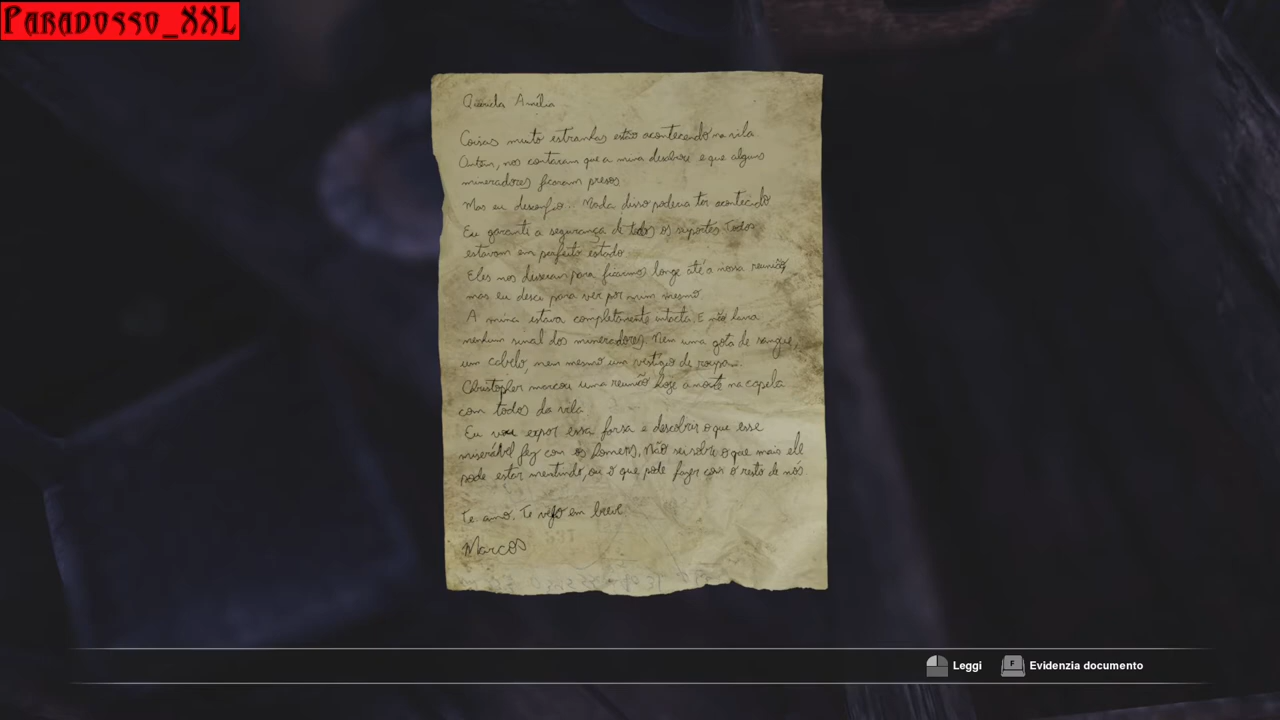 Paradosso_XXL
Querida Amélia
Coisas muito estranhas estão acontecendo na vila
Ontem, nos contaram que a mina desabou e que alguns
mineradores ficaram presos
Mas eu desconfio... Nada disso poderia ter acontecido
Eu garanti a segurança de todos os suportes Todos
estavam em perfeito estado
Eles nos disseram para ficarmos longe até a nossa reunião,
mas eu desci para ver por mim mesmo
A mina estava completamente intacta. E não havia
nenhum sinal dos mineradores. Nem uma gota de sangue,
um cabelo, nem mesmo um vestígio de roupa...
Christopher marcou uma reunião hoje a noite na capela
com todos da vila
Eu vou expor essa farsa e descobrir o que esse
miserável fez com os homens. Não sei sobre o que mais ele
pode estar mentindo, ou o que pode fazer com o resto de nós
Te amo. Te vejo em breve
Marcos
331
Leggi
F
Evidenzia documento